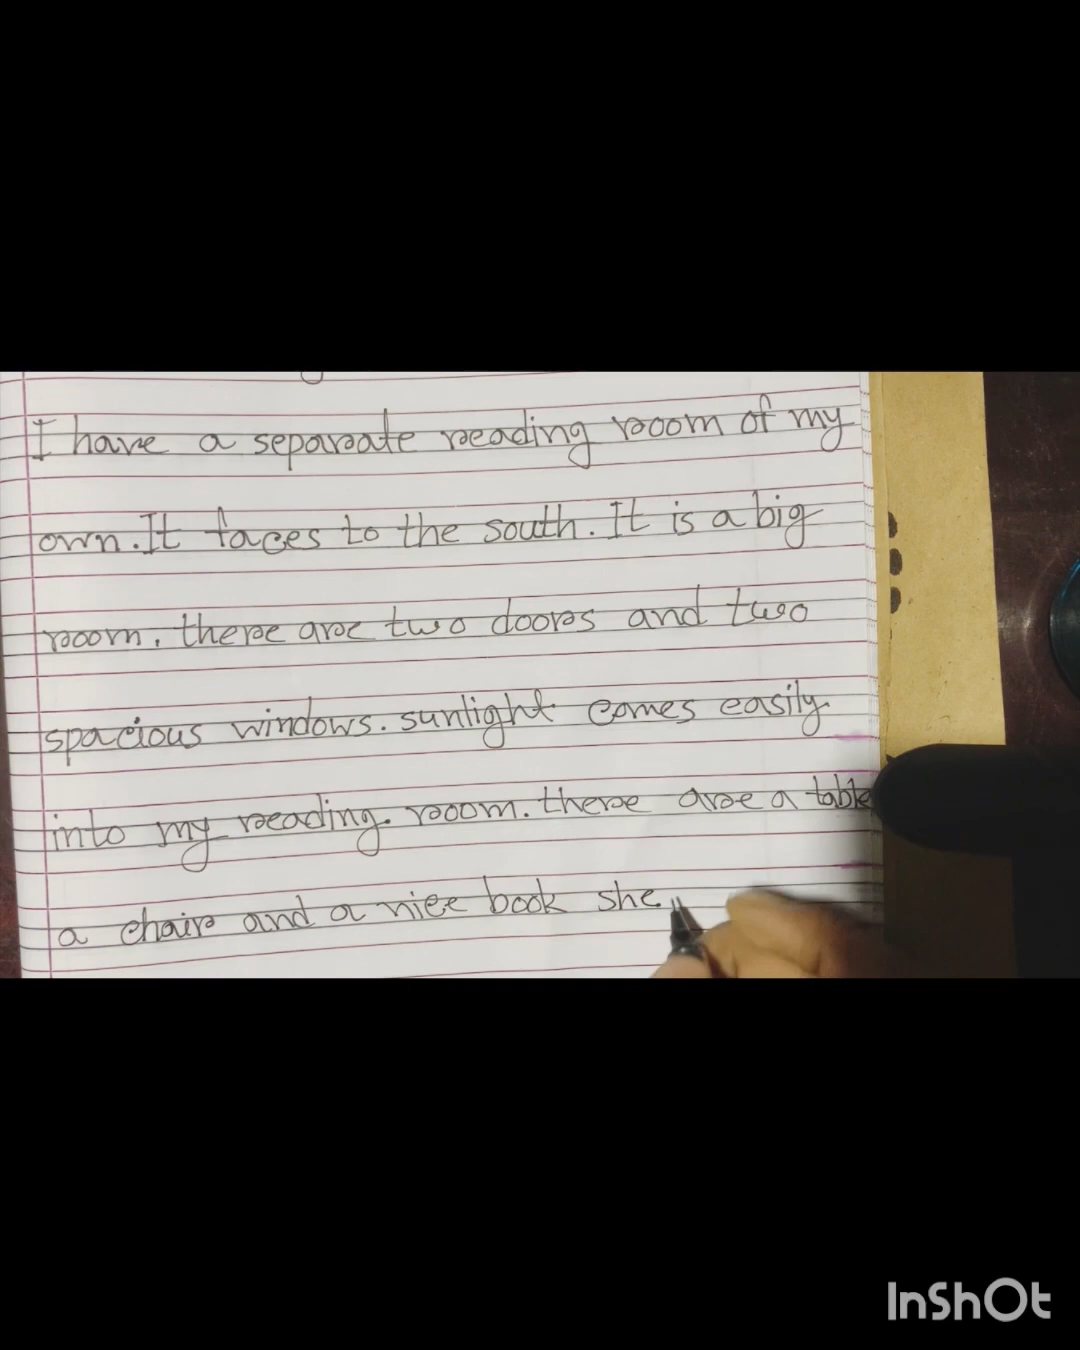 I have a separate reading room of my
own. It faces to the south. It is a big
room. there are two doors and two
spacious windows. sunlight comes easily
into my reading room. there are a table
a chair and a nice book she
InShOt